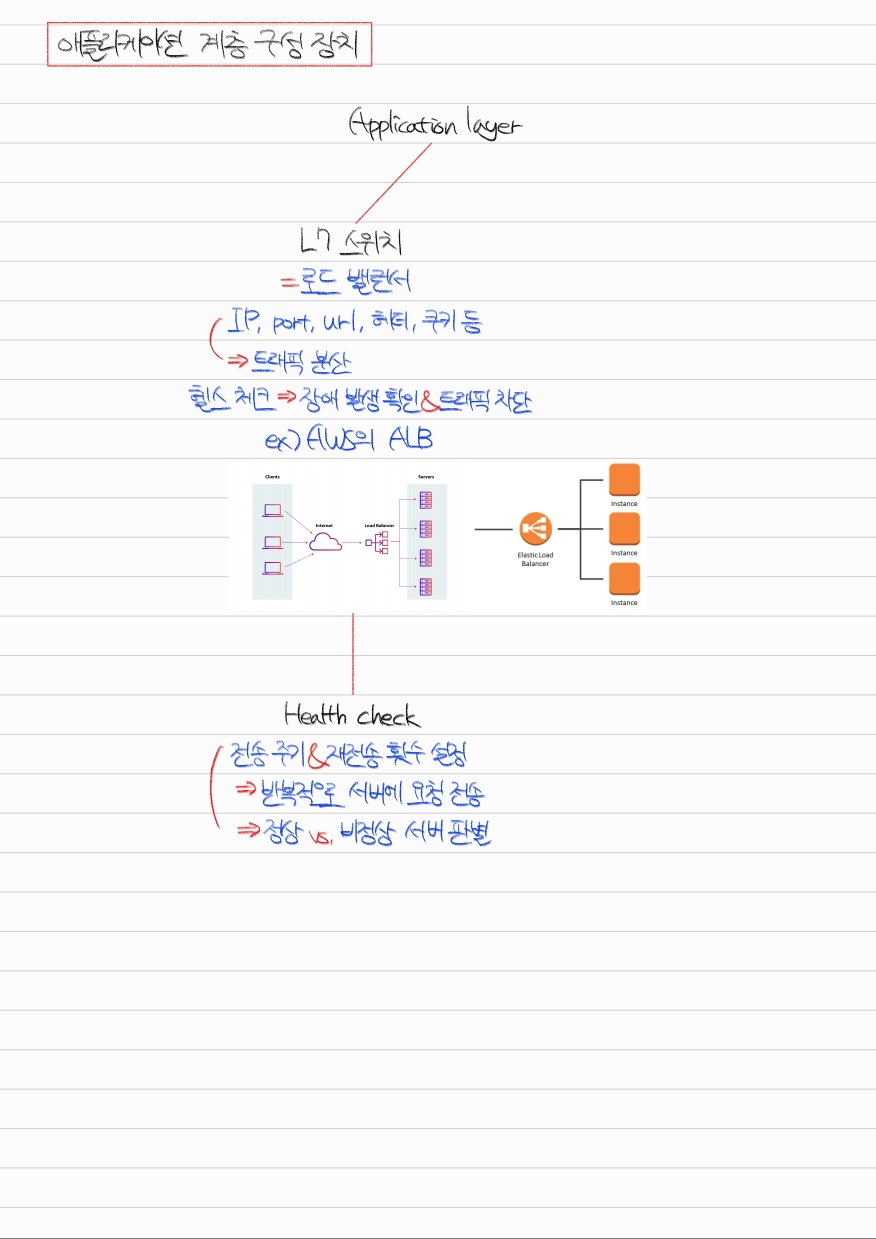 애플리케이션 계층 구성 장치
Application layer
L7 스위치
= 로드 밸런서
IP, port, url, 헤더, 쿠키 등
⇒ 트래픽 분산
헬스 체크 ⇒ 장애 발생 확인 & 트래픽 차단
ex) AWS의 ALB
Clients
Internet
Load Balancer
Servers
Elastic Load
Balancer
Instance
Instance
Instance
Health check
전송 주기 & 재전송 횟수 설정
⇒ 반복적으로 서버에 요청 전송
⇒ 정상 vs. 비정상 서버 판별